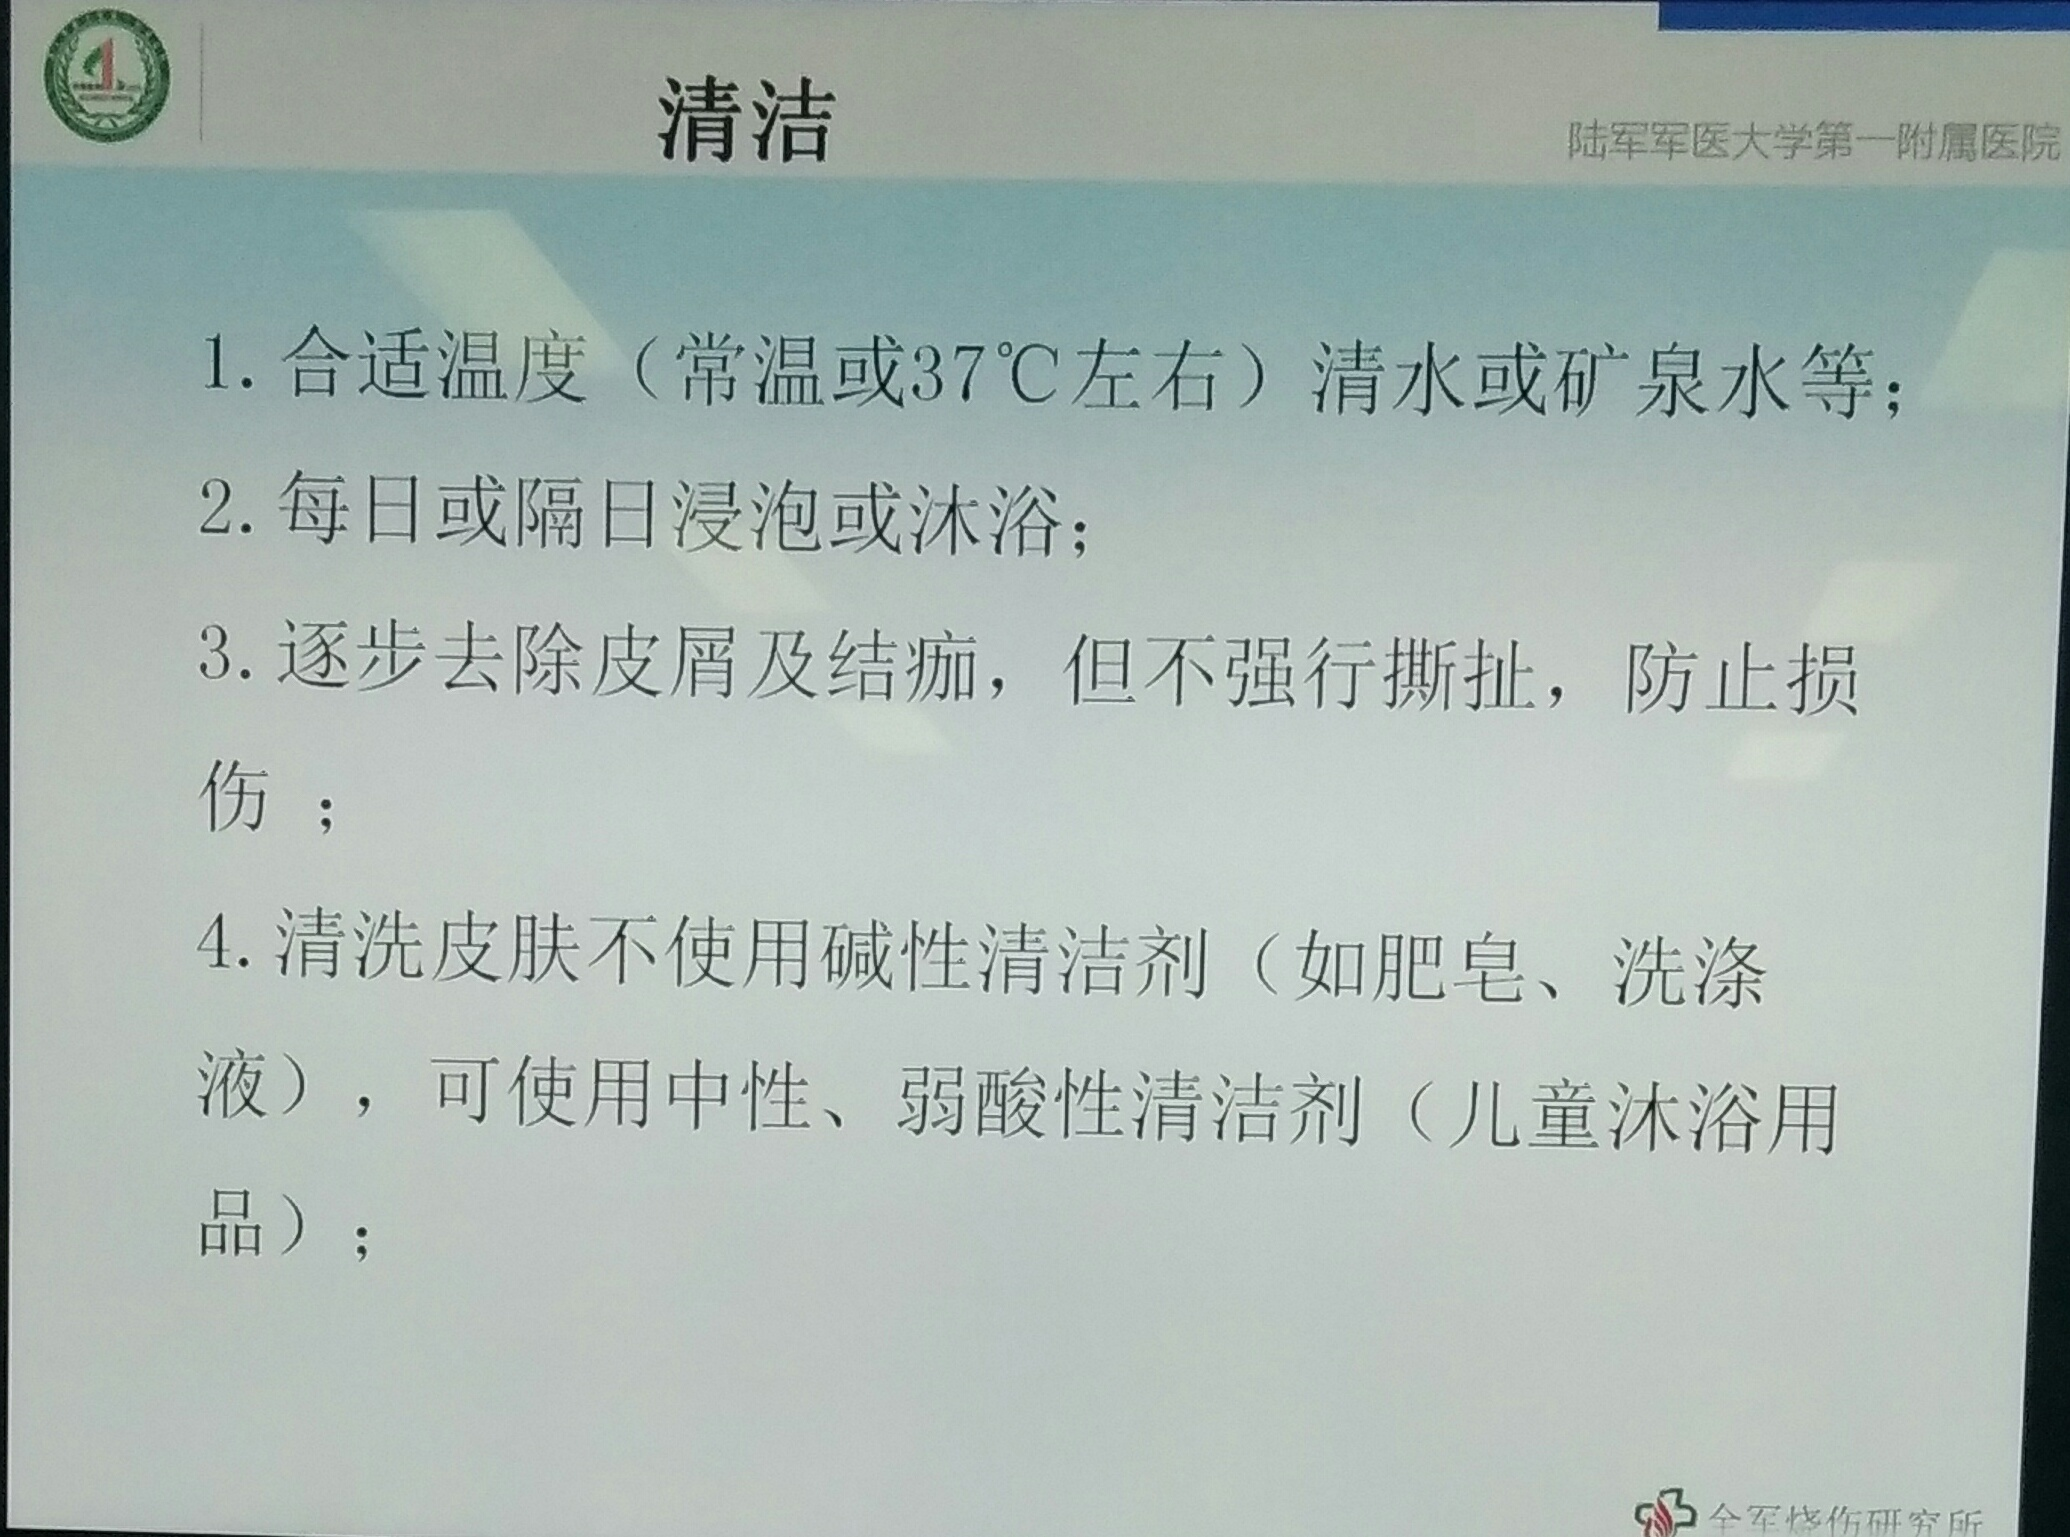 清洁
陆军军医大学第一附属医院
1.合适温度（常温或37℃左右）清水或矿泉水等；
2.每日或隔日浸泡或沐浴；
3.逐步去除皮屑及结痂，但不强行撕扯，防止损
伤 ；
4.清洗皮肤不使用碱性清洁剂（如肥皂、洗涤
液），可使用中性、弱酸性清洁剂（儿童沐浴用
品）；
全军烧伤研究所